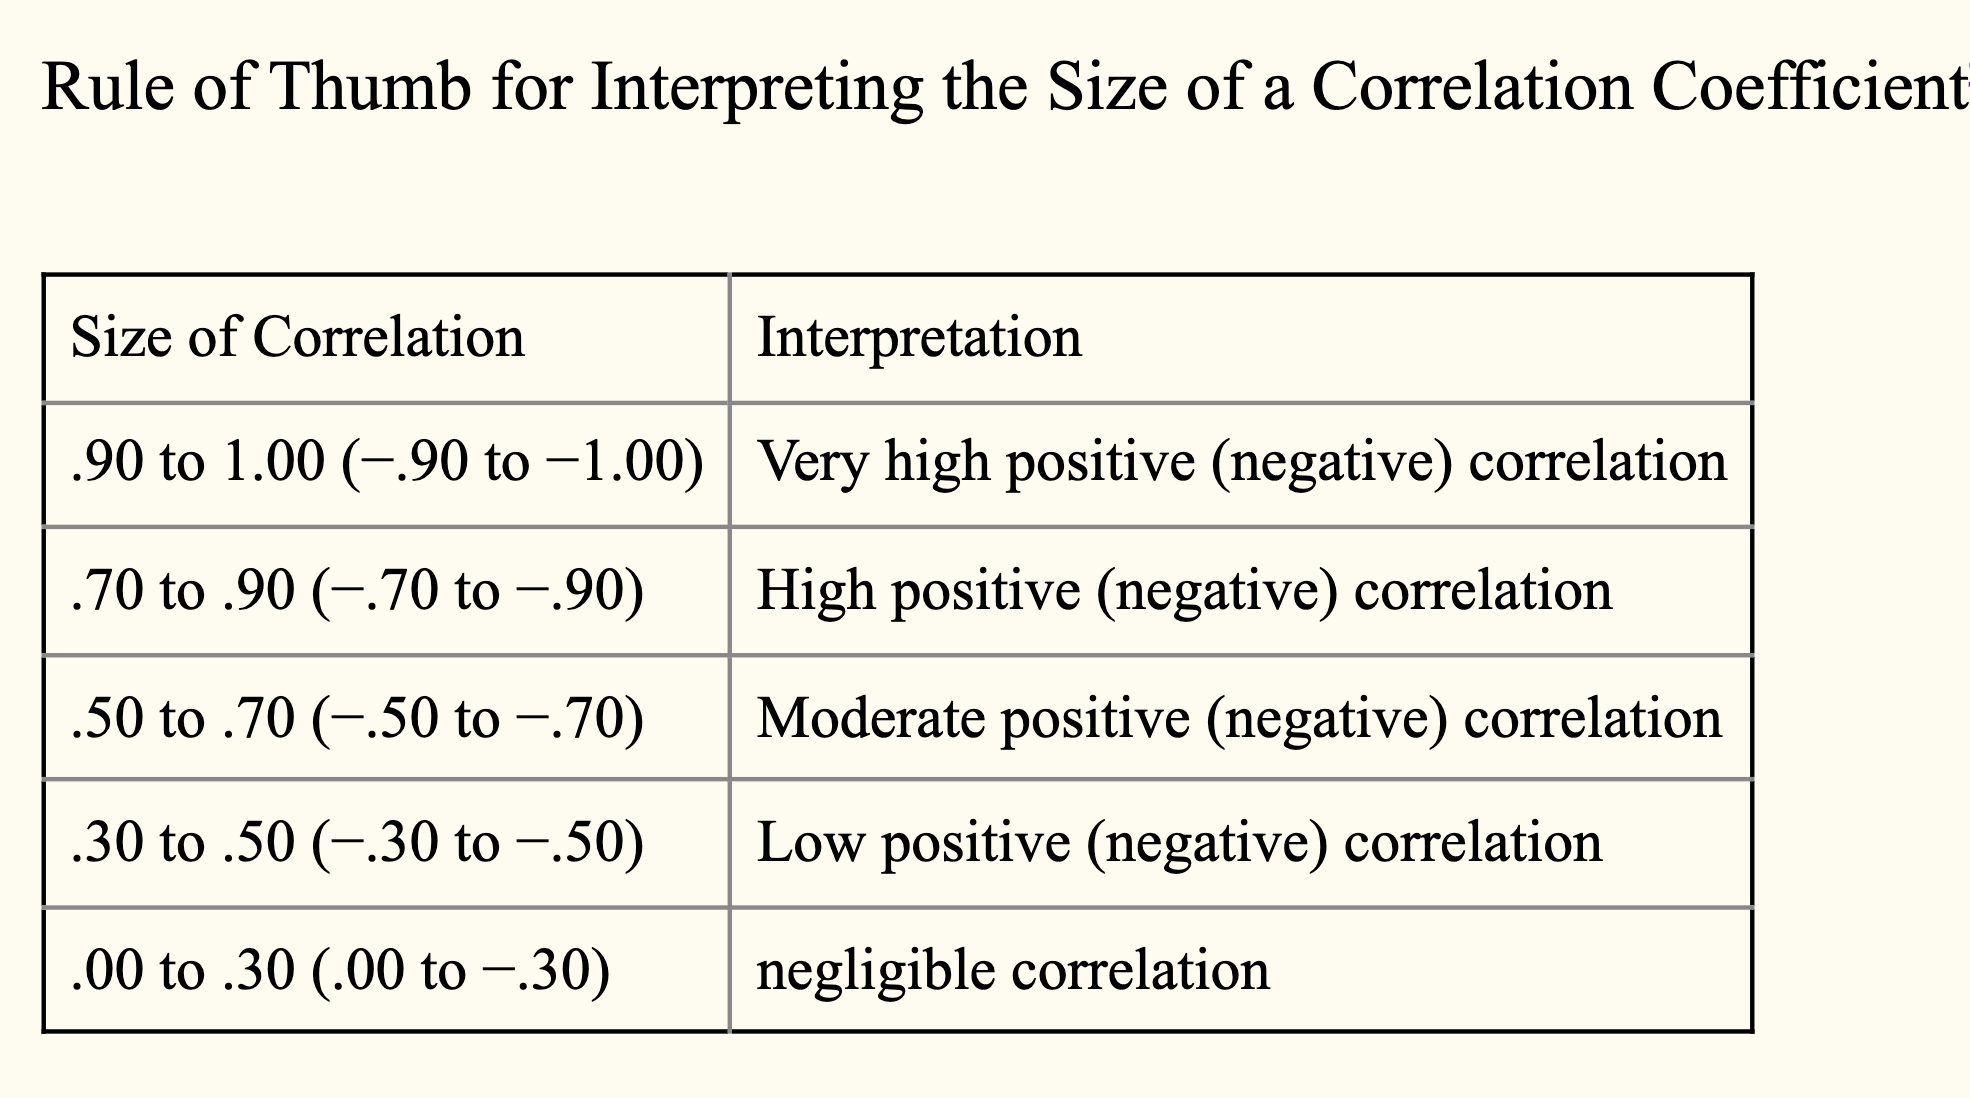 Rule of Thumb for Interpreting the Size of a Correlation Coefficient
Size of Correlation Interpretation
.90 to 1.00 (−.90 to −1.00) Very high positive (negative) correlation
.70 to .90 (−.70 to −.90) High positive (negative) correlation
.50 to .70 (−.50 to −.70) Moderate positive (negative) correlation
.30 to .50 (−.30 to −.50) Low positive (negative) correlation
.00 to .30 (.00 to −.30) negligible correlation